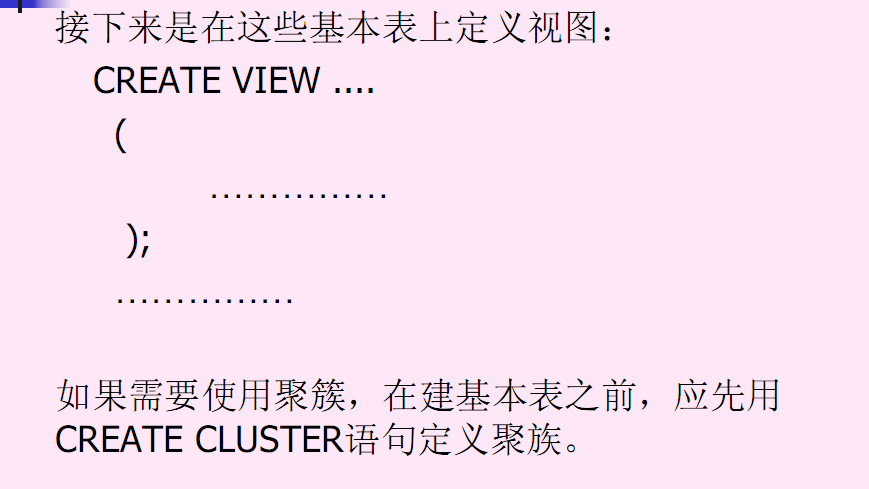 接下来是在这些基本表上定义视图：
CREATE VIEW ....
(
……………
);
……………
如果需要使用聚簇，在建基本表之前，应先用
CREATE CLUSTER语句定义聚族。